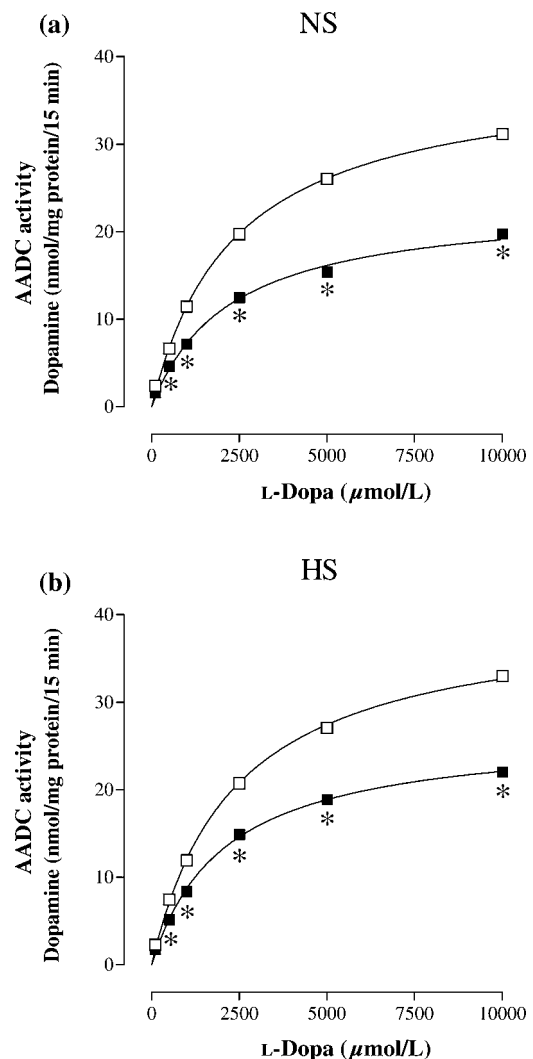 (a)
NS
40
30
20
10
0
AADC activity
Dopamine (nmol/mg protein/15 min)
*
*
*
*
*
0 2500 5000 7500 10000
L-Dopa (µmol/L)
(b)
HS
40
30
20
10
0
AADC activity
Dopamine (nmol/mg protein/15 min)
*
*
*
*
*
0 2500 5000 7500 10000
L-Dopa (µmol/L)